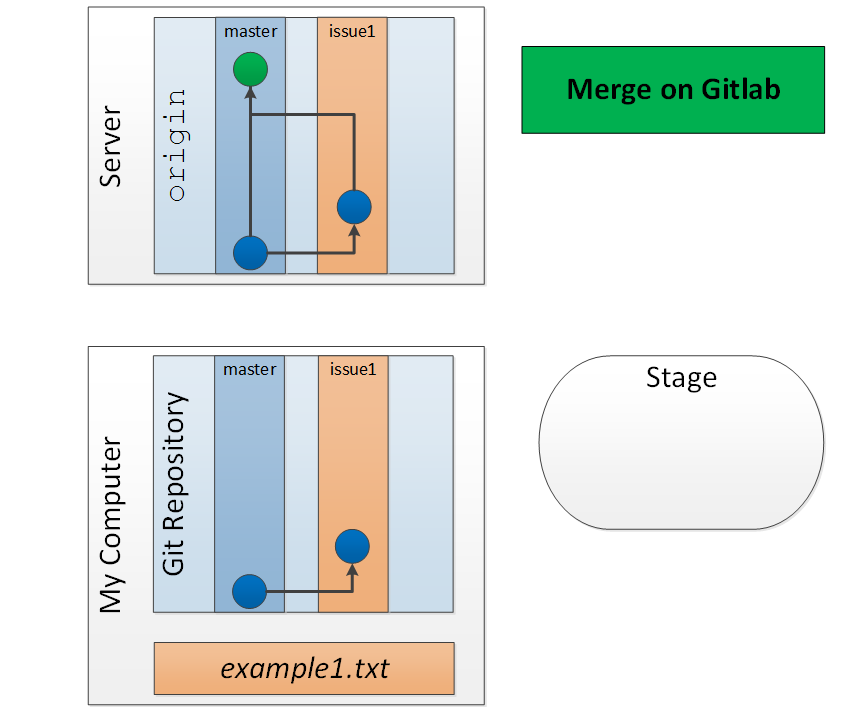 Server
origin
master
issue1
Merge on Gitlab
My Computer
Git Repository
master
issue1
Stage
example1.txt